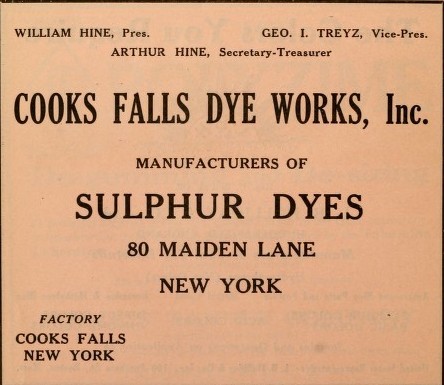 WILLIAM HINE, Pres. GEO. I. TREYZ, Vice-Pres.
ARTHUR HINE, Secretary-Treasurer
COOKS FALLS DYE WORKS, Inc.
MANUFACTURERS OF
SULPHUR DYES
80 MAIDEN LANE
NEW YORK
FACTORY
COOKS FALLS
NEW YORK